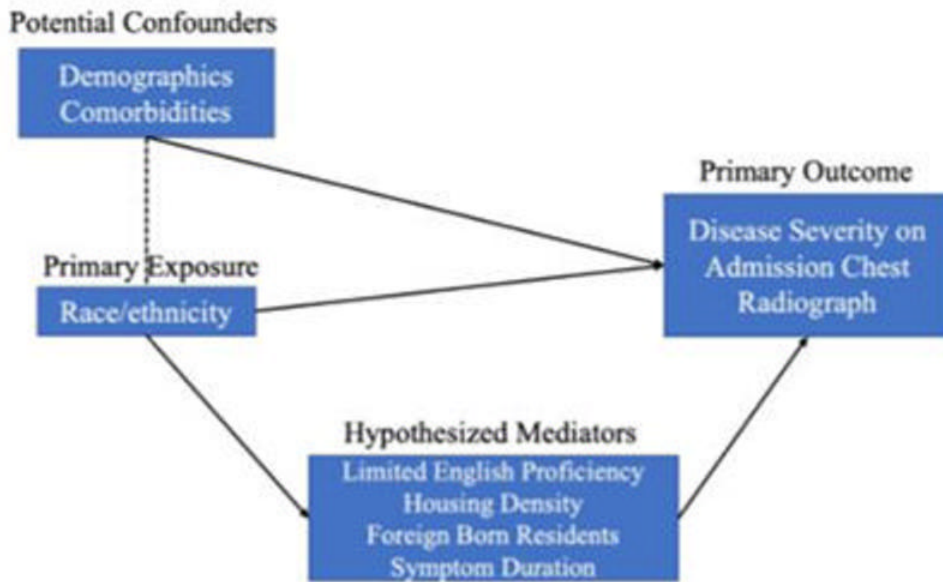 Potential Confounders
Demographics
Comorbidities
Primary Outcome
Disease Severity on
Admission Chest
Radiograph
Primary Exposure
Race/ethnicity
Hypothesized Mediators
Limited English Proficiency
Housing Density
Foreign Born Residents
Symptom Duration